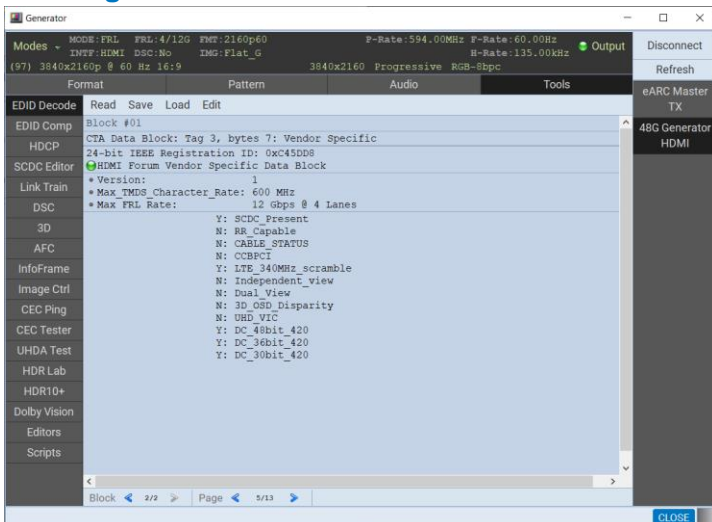 Generator
Modes
MODE:FRL FRL:4/12G FMT:2160p60 P-Rate:594.00MHz F-Rate:60.00Hz
INTF:HDMI DSC:No IMG:Flat_G H-Rate:135.00kHz
Output
(97) 3840x2160p @ 60 Hz 16:9 3840x2160 Progressive RGB-8bpc
Disconnect
Refresh
eARC Master
TX
48G Generator
HDMI
Format Pattern Audio Tools
EDID Decode
EDID Comp
HDCP
SCDC Editor
Link Train
DSC
3D
AFC
InfoFrame
Image Ctrl
CEC Ping
CEC Tester
UHDA Test
HDR Lab
HDR10+
Dolby Vision
Editors
Scripts
Read Save Load Edit
Block #01
CTA Data Block: Tag 3, bytes 7: Vendor Specific
24-bit IEEE Registration ID: 0xC45DD8
HDMI Forum Vendor Specific Data Block
* Version: 1
* Max_TMDS_Character_Rate: 600 MHz
* Max FRL Rate: 12 Gbps @ 4 Lanes
Y: SCDC_Present
N: RR_Capable
N: CABLE_STATUS
N: CCBPCI
Y: LTE_340MHz_scramble
N: Independent_view
N: Dual_View
N: 3D_OSD_Disparity
N: UHD_VIC
Y: DC_48bit_420
Y: DC_36bit_420
Y: DC_30bit_420
Block 2/2 Page 5/13
CLOSE